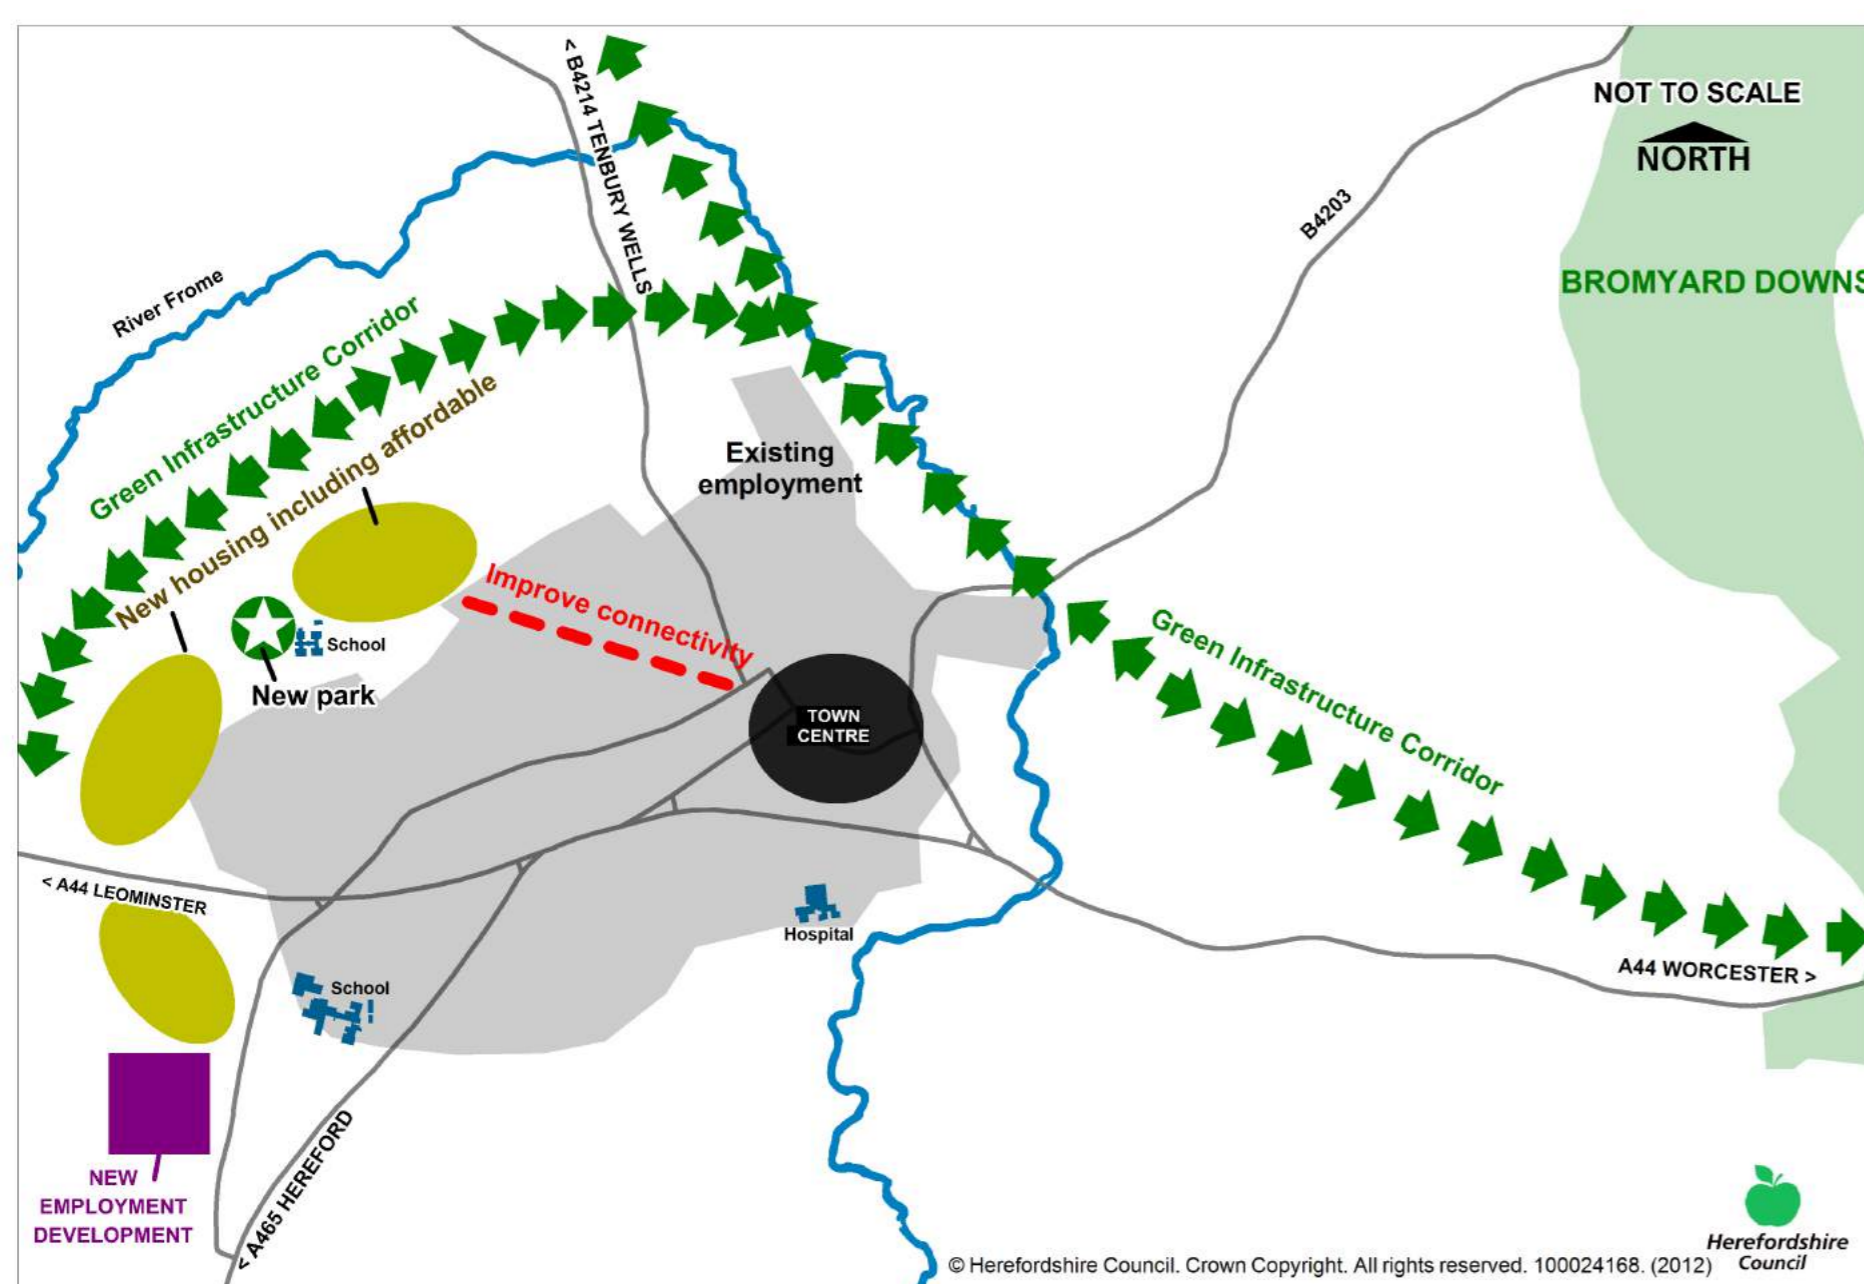 < B4214 TENBURY WELLS
NOT TO SCALE
NORTH
B4203
BROMYARD DOWNS
River Frome
Green Infrastructure Corridor
New housing including affordable
Existing
employment
Improve connectivity
School
New park
Green Infrastructure Corridor
TOWN
CENTRE
< A44 LEOMINSTER
Hospital
A44 WORCESTER >
School
NEW
EMPLOYMENT
DEVELOPMENT
< A465 HEREFORD
Herefordshire
Council
© Herefordshire Council. Crown Copyright. All rights reserved. 100024168. (2012)